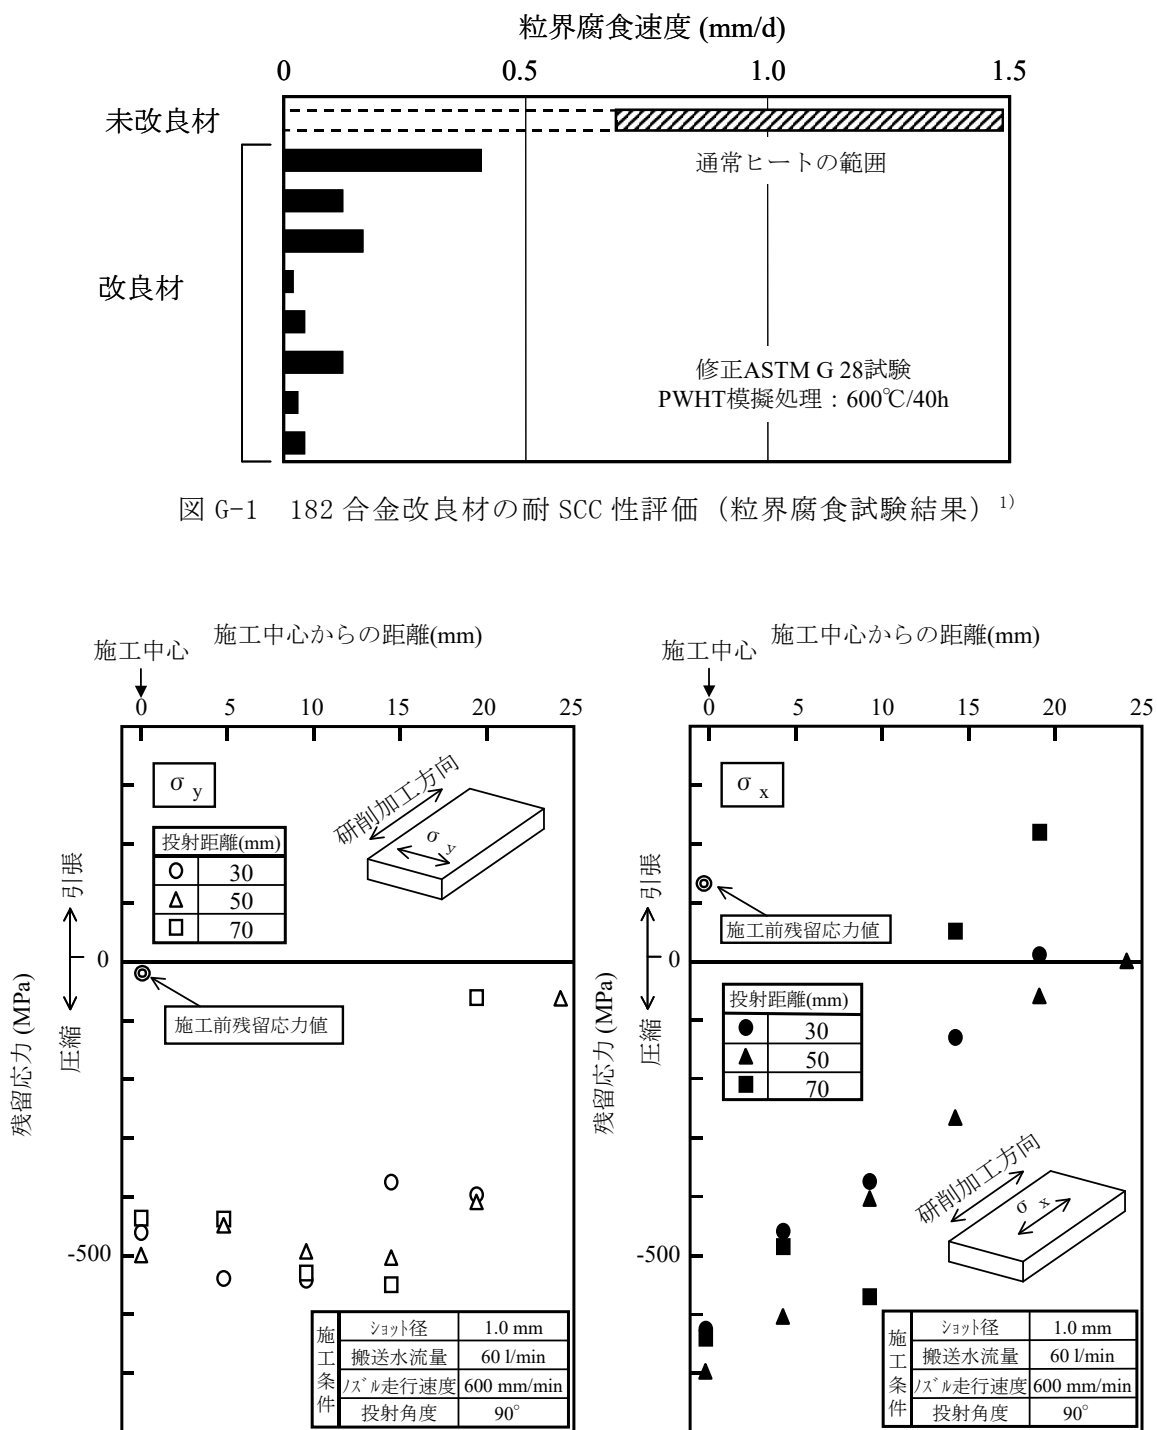 粒界腐食速度 (mm/d)
0 0.5 1.0 1.5
未改良材
通常ヒートの範囲
改良材
修正ASTM G 28試験
PWHT模擬処理：600℃/40h
図 G-1 182 合金改良材の耐 SCC 性評価（粒界腐食試験結果）1)
施工中心からの距離(mm)
施工中心
0 5 10 15 20 25
σ y
研削加工方向
σ y
投射距離(mm)
30
50
70
引張
0
圧縮
残留応力 (MPa)
施工前残留応力値
-500
施工条件
ショット径 1.0 mm
搬送水流量 60 l/min
ノズル走行速度 600 mm/min
投射角度 90°
施工中心からの距離(mm)
施工中心
0 5 10 15 20 25
σ x
引張
0
圧縮
残留応力 (MPa)
施工前残留応力値
投射距離(mm)
30
50
70
研削加工方向
σ x
-500
施工条件
ショット径 1.0 mm
搬送水流量 60 l/min
ノズル走行速度 600 mm/min
投射角度 90°